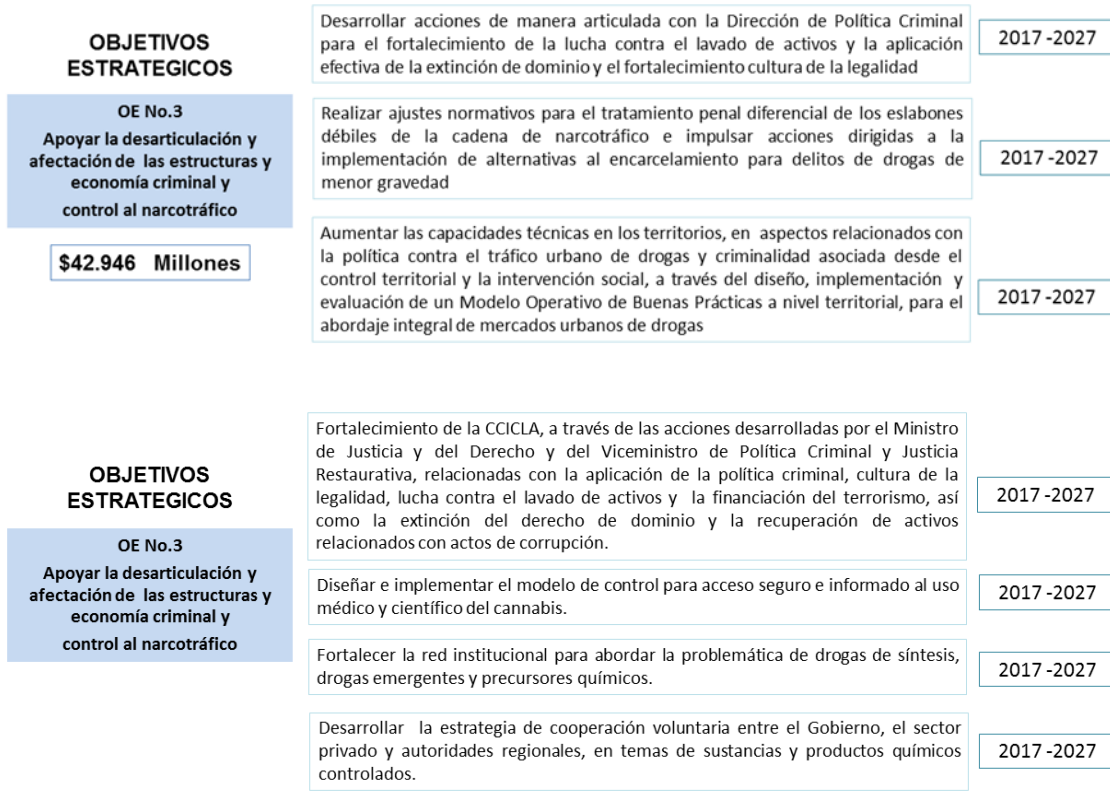 OBJETIVOS
ESTRATEGICOS
OE No.3
Apoyar la desarticulación y
afectación de las estructuras y
economía criminal y
control al narcotráfico
$42.946 Millones
Desarrollar acciones de manera articulada con la Dirección de Política Criminal
para el fortalecimiento de la lucha contra el lavado de activos y la aplicación
efectiva de la extinción de dominio y el fortalecimiento cultura de la legalidad
2017 -2027
Realizar ajustes normativos para el tratamiento penal diferencial de los eslabones
débiles de la cadena de narcotráfico e impulsar acciones dirigidas a la
implementación de alternativas al encarcelamiento para delitos de drogas de
menor gravedad
2017 -2027
Aumentar las capacidades técnicas en los territorios, en aspectos relacionados con
la política contra el tráfico urbano de drogas y criminalidad asociada desde el
control territorial y la intervención social, a través del diseño, implementación y
evaluación de un Modelo Operativo de Buenas Prácticas a nivel territorial, para el
abordaje integral de mercados urbanos de drogas
2017 -2027
OBJETIVOS
ESTRATEGICOS
OE No.3
Apoyar la desarticulación y
afectación de las estructuras y
economía criminal y
control al narcotráfico
Fortalecimiento de la CCICLA, a través de las acciones desarrolladas por el Ministro
de Justicia y del Derecho y del Viceministro de Política Criminal y Justicia
Restaurativa, relacionadas con la aplicación de la política criminal, cultura de la
legalidad, lucha contra el lavado de activos y la financiación del terrorismo, así
como la extinción del derecho de dominio y la recuperación de activos
relacionados con actos de corrupción.
2017 -2027
Diseñar e implementar el modelo de control para acceso seguro e informado al uso
médico y científico del cannabis.
2017 -2027
Fortalecer la red institucional para abordar la problemática de drogas de síntesis,
drogas emergentes y precursores químicos.
2017 -2027
Desarrollar la estrategia de cooperación voluntaria entre el Gobierno, el sector
privado y autoridades regionales, en temas de sustancias y productos químicos
controlados.
2017 -2027